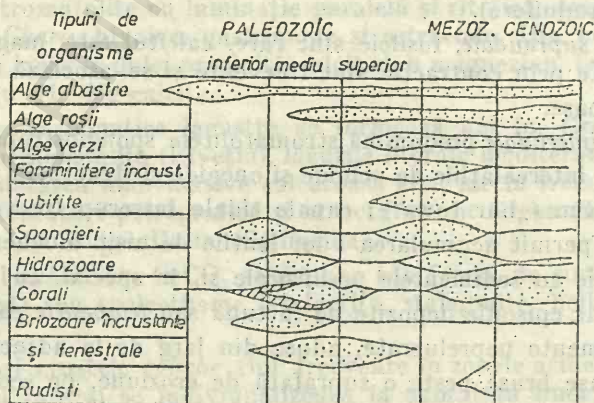 Tipuri de
organisme
PALEOZOIC MEZOZ. CENOZOIC
inferior mediu superior
Alge albastre
Alge roșii
Alge verzi
Foraminifere încrust.
Tubifite
Spongieri
Hidrozoare
Corali
Briozoare încrustante
și fenestrale
Rudisti